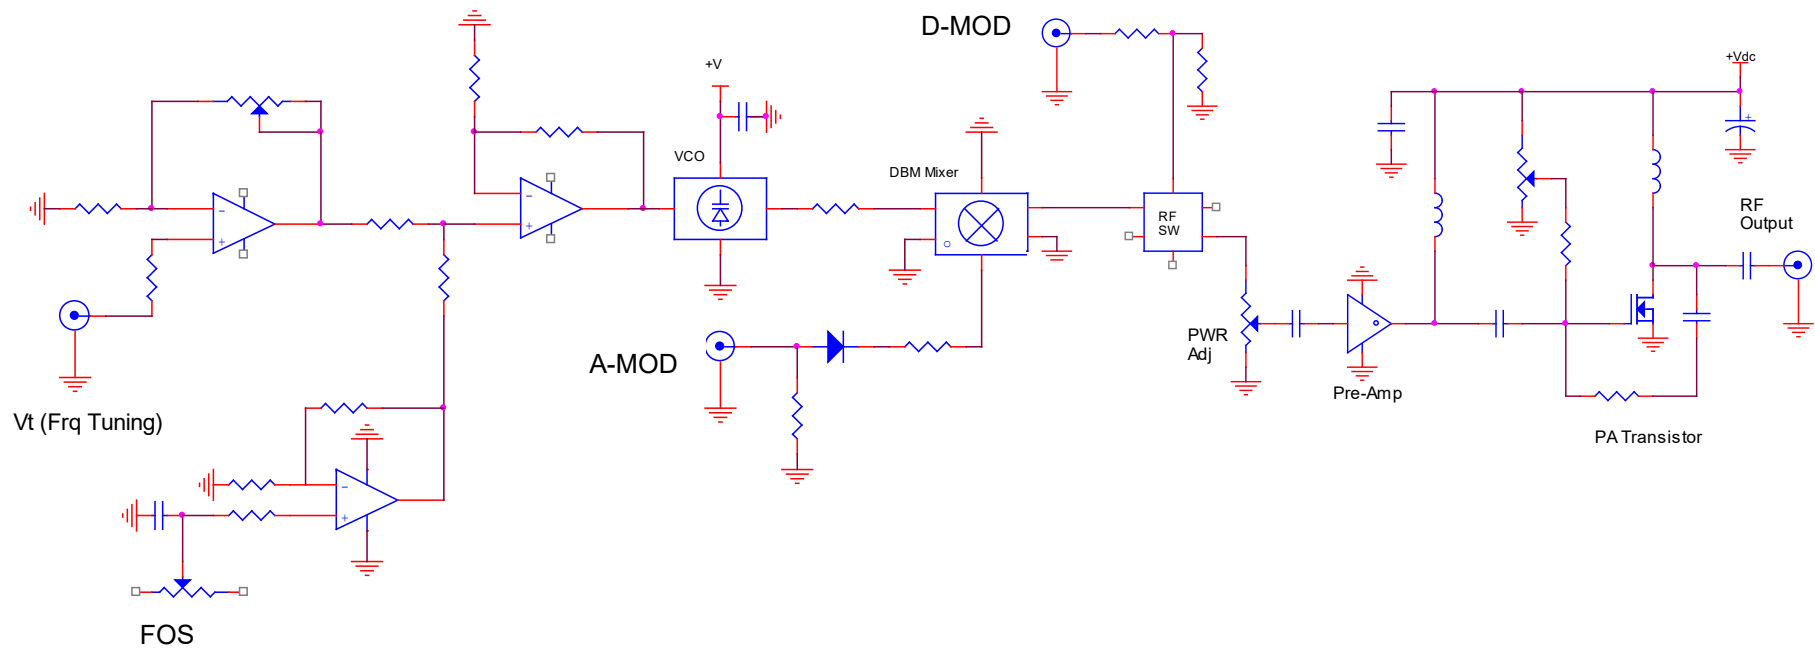 D-MOD
+V
+Vdc
VCO
DBM Mixer
RF
SW
RF
Output
−
+
−
+
PWR
Adj
A-MOD
Pre-Amp
Vt (Frq Tuning)
PA Transistor
−
+
FOS
+